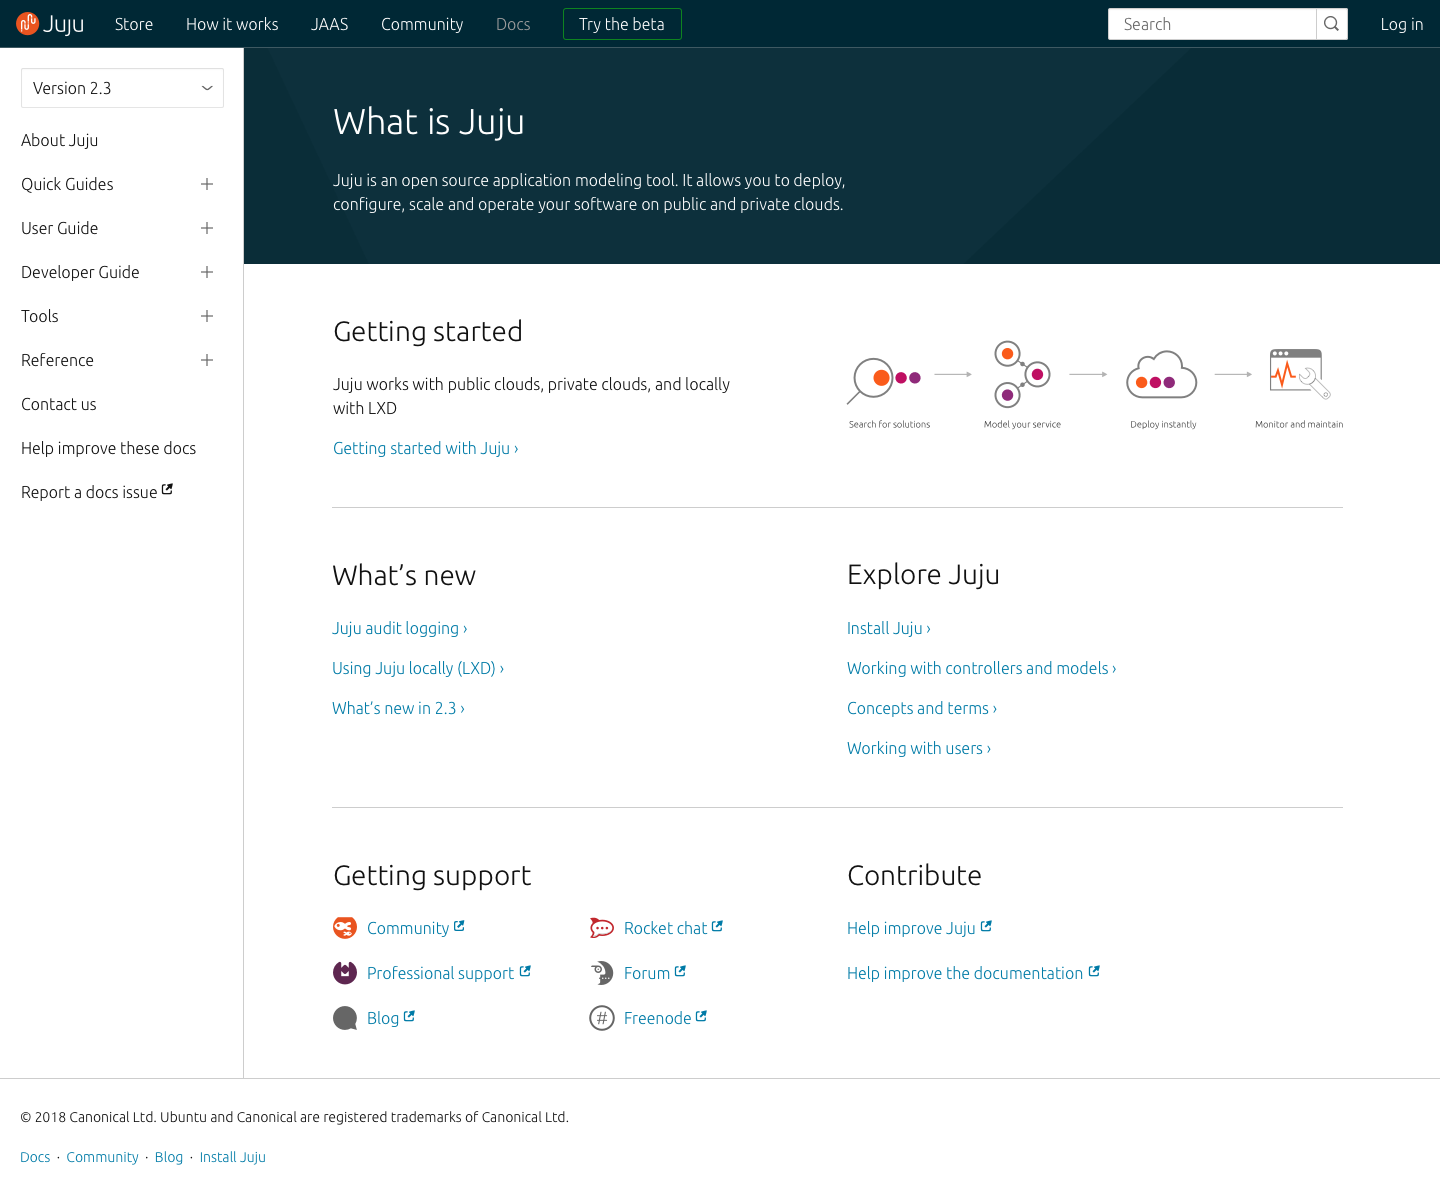 Juju Store How it works JAAS Community Docs Try the beta Search Log in
Version 2.3
About Juju
Quick Guides
User Guide
Developer Guide
Tools
Reference
Contact us
Help improve these docs
Report a docs issue
What is Juju
Juju is an open source application modeling tool. It allows you to deploy,
configure, scale and operate your software on public and private clouds.
Getting started
Juju works with public clouds, private clouds, and locally
with LXD
Getting started with Juju ›
Search for solutions Model your service Deploy instantly Monitor and maintain
What’s new
Juju audit logging ›
Using Juju locally (LXD) ›
What’s new in 2.3 ›
Explore Juju
Install Juju ›
Working with controllers and models ›
Concepts and terms ›
Working with users ›
Getting support
Community
Professional support
Blog
Rocket chat
Forum
# Freenode
Contribute
Help improve Juju
Help improve the documentation
© 2018 Canonical Ltd. Ubuntu and Canonical are registered trademarks of Canonical Ltd.
Docs · Community · Blog · Install Juju